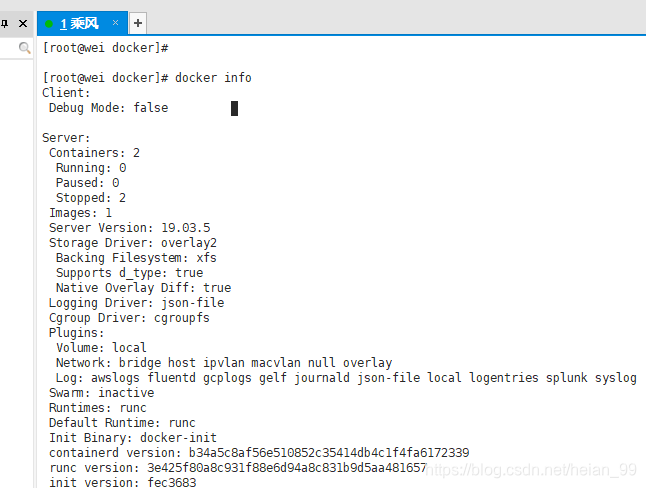 1 乘风
[root@wei docker]#
[root@wei docker]# docker info
Client:
Debug Mode: false
Server:
Containers: 2
Running: 0
Paused: 0
Stopped: 2
Images: 1
Server Version: 19.03.5
Storage Driver: overlay2
Backing Filesystem: xfs
Supports d_type: true
Native Overlay Diff: true
Logging Driver: json-file
Cgroup Driver: cgroupfs
Plugins:
Volume: local
Network: bridge host ipvlan macvlan null overlay
Log: awslogs fluentd gcplogs gelf journald json-file local logentries splunk syslog
Swarm: inactive
Runtimes: runc
Default Runtime: runc
Init Binary: docker-init
containerd version: b34a5c8af56e510852c35414db4c1f4fa6172339
runc version: 3e425f80a8c931f88e6d94a8c831b9d5aa481657
https://blog.csdn.net/heian_99
init version: fec3683